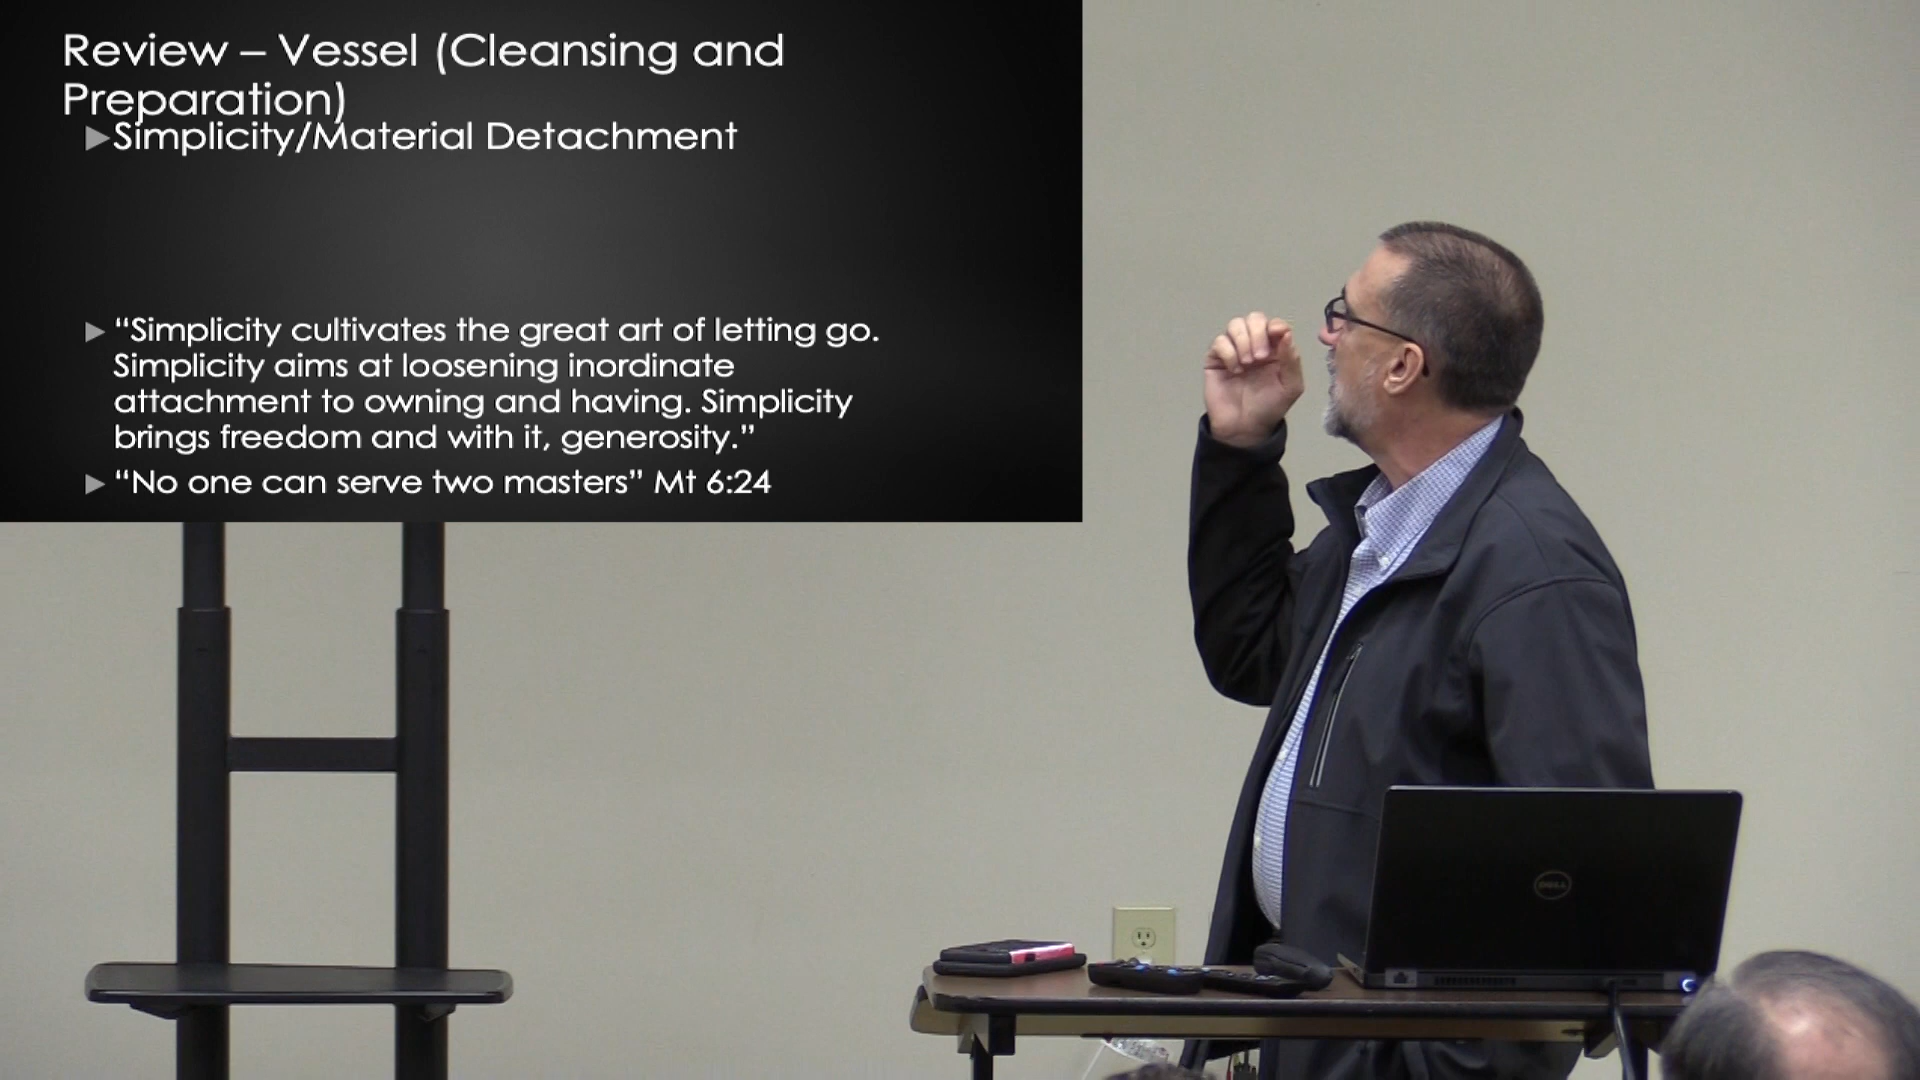 Review – Vessel (Cleansing and
Preparation)
Simplicity/Material Detachment
“Simplicity cultivates the great art of letting go.
Simplicity aims at loosening inordinate
attachment to owning and having. Simplicity
brings freedom and with it, generosity.”
“No one can serve two masters” Mt 6:24
DELL